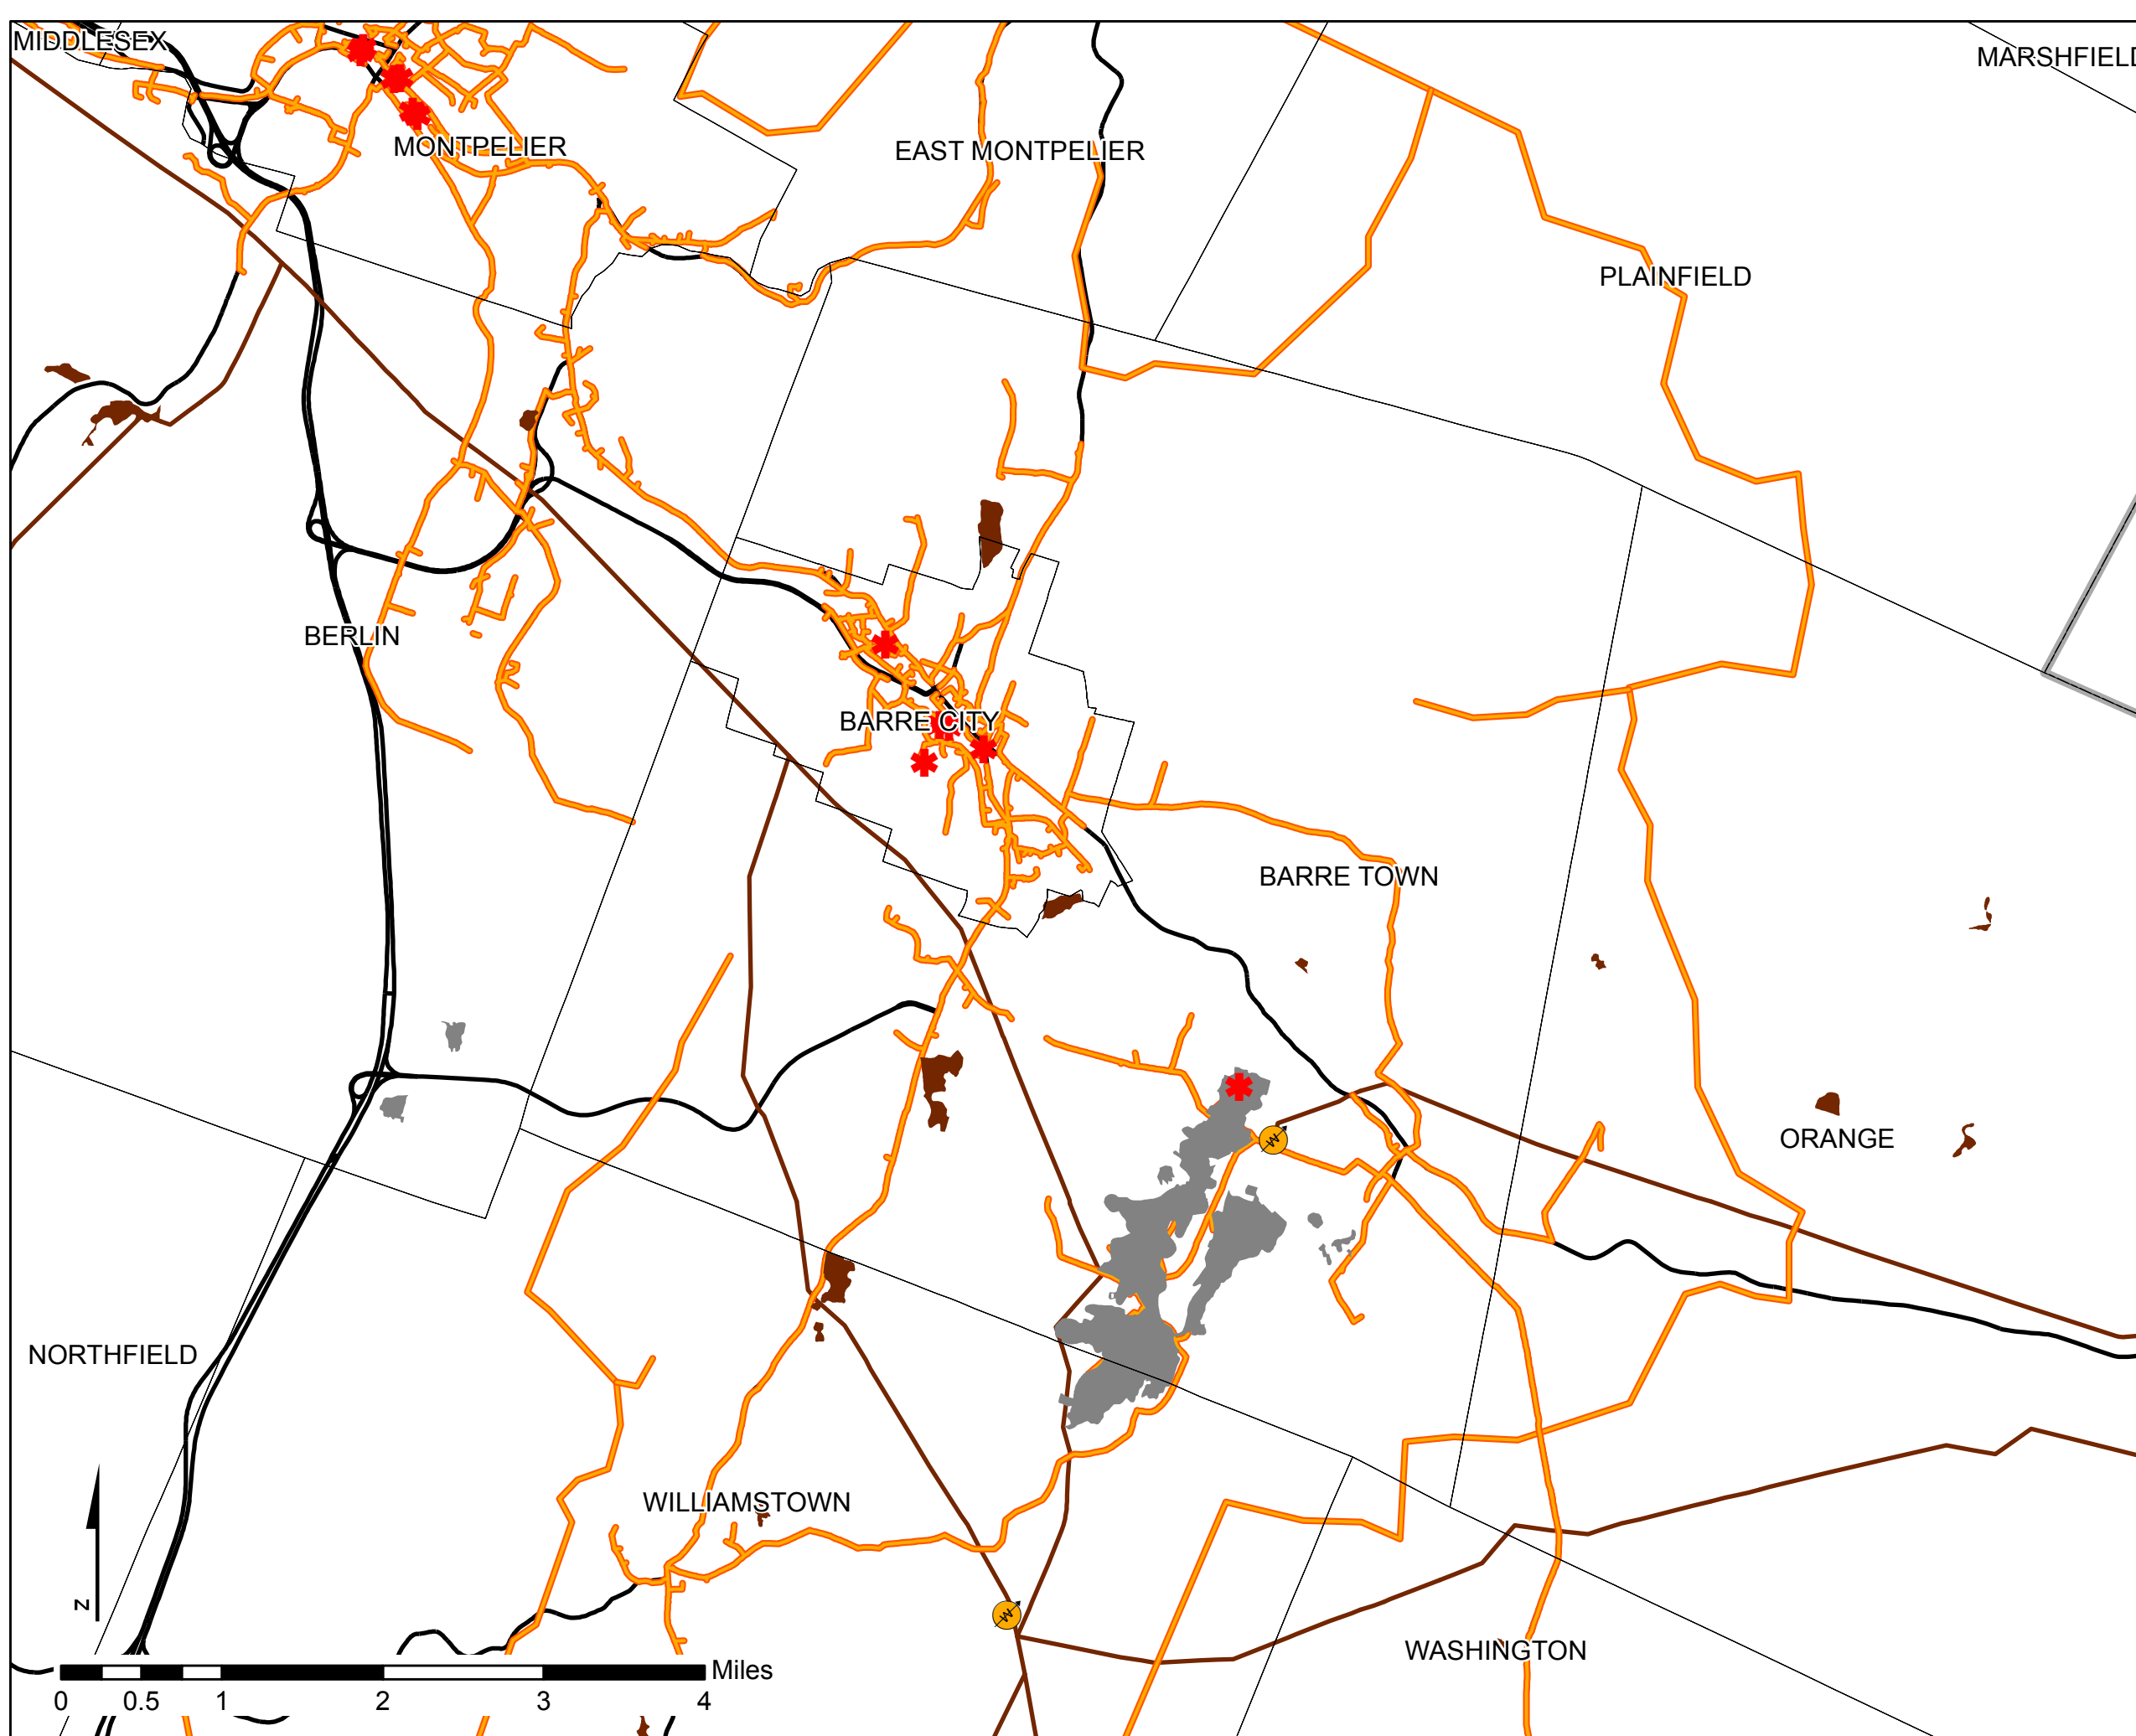 MIDDLESEX
MARSHFIELD
MONTPELIER
EAST MONTPELIER
PLAINFIELD
BERLIN
BARRE CITY
BARRE TOWN
W
ORANGE
NORTHFIELD
WILLIAMSTOWN
W
WASHINGTON
N
Miles
0 0.5 1 2 3 4